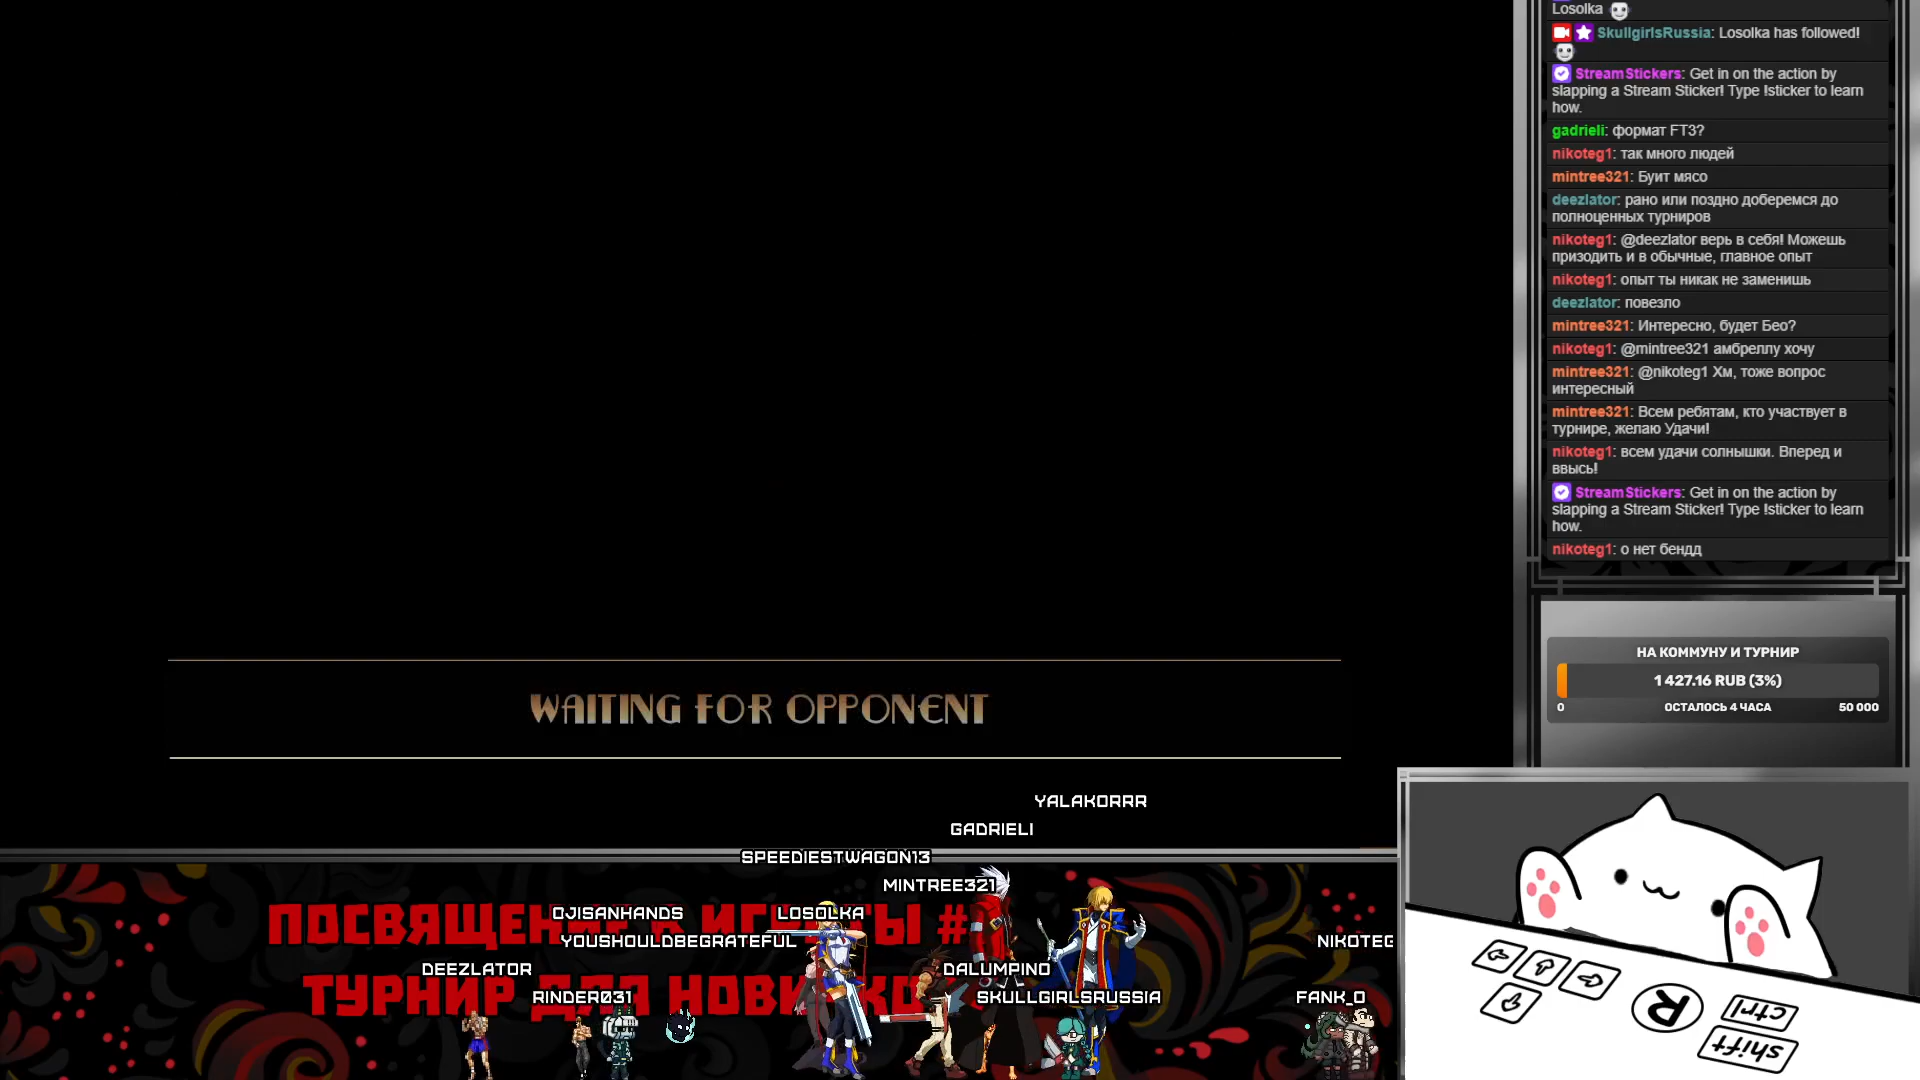 Losolka
SkullgirlsRussia: Losolka has followed!
StreamStickers: Get in on the action by
slapping a Stream Sticker! Type !sticker to learn
how.
gadrieli: формат FT3?
nikoteg1: так много людей
mintree321: Буит мясо
deezlator: рано или поздно доберемся до
полноценных турниров
nikoteg1: @deezlator верь в себя! Можешь
призодить и в обычные, главное опыт
nikoteg1: опыт ты никак не заменишь
deezlator: повезло
mintree321: Интересно, будет Бео?
nikoteg1: @mintree321 амбреллу хочу
mintree321: @nikoteg1 Хм, тоже вопрос
интересный
mintree321: Всем ребятам, кто участвует в
турнире, желаю Удачи!
nikoteg1: всем удачи солнышки. Вперед и
ввысь!
StreamStickers: Get in on the action by
slapping a Stream Sticker! Type !sticker to learn
how.
nikoteg1: о нет бендд
НА КОММУНУ И ТУРНИР
1 427.16 RUB (3%)
0 ОСТАЛОСЬ 4 ЧАСА 50 000
WAITING FOR OPPONENT
YALAKORRR
GADRIELI
SPEEDIESTWAGON13
MINTREE321
OJISANHANDS LOSOLKA
YOUSHOULDBEGRATEFUL NIKOTEG
DEEZLATOR DALUMPINO
RINDER031 SKULLGIRLSRUSSIA FANK_O
ТУРНИР ДЛЯ
R
ctrl
shift